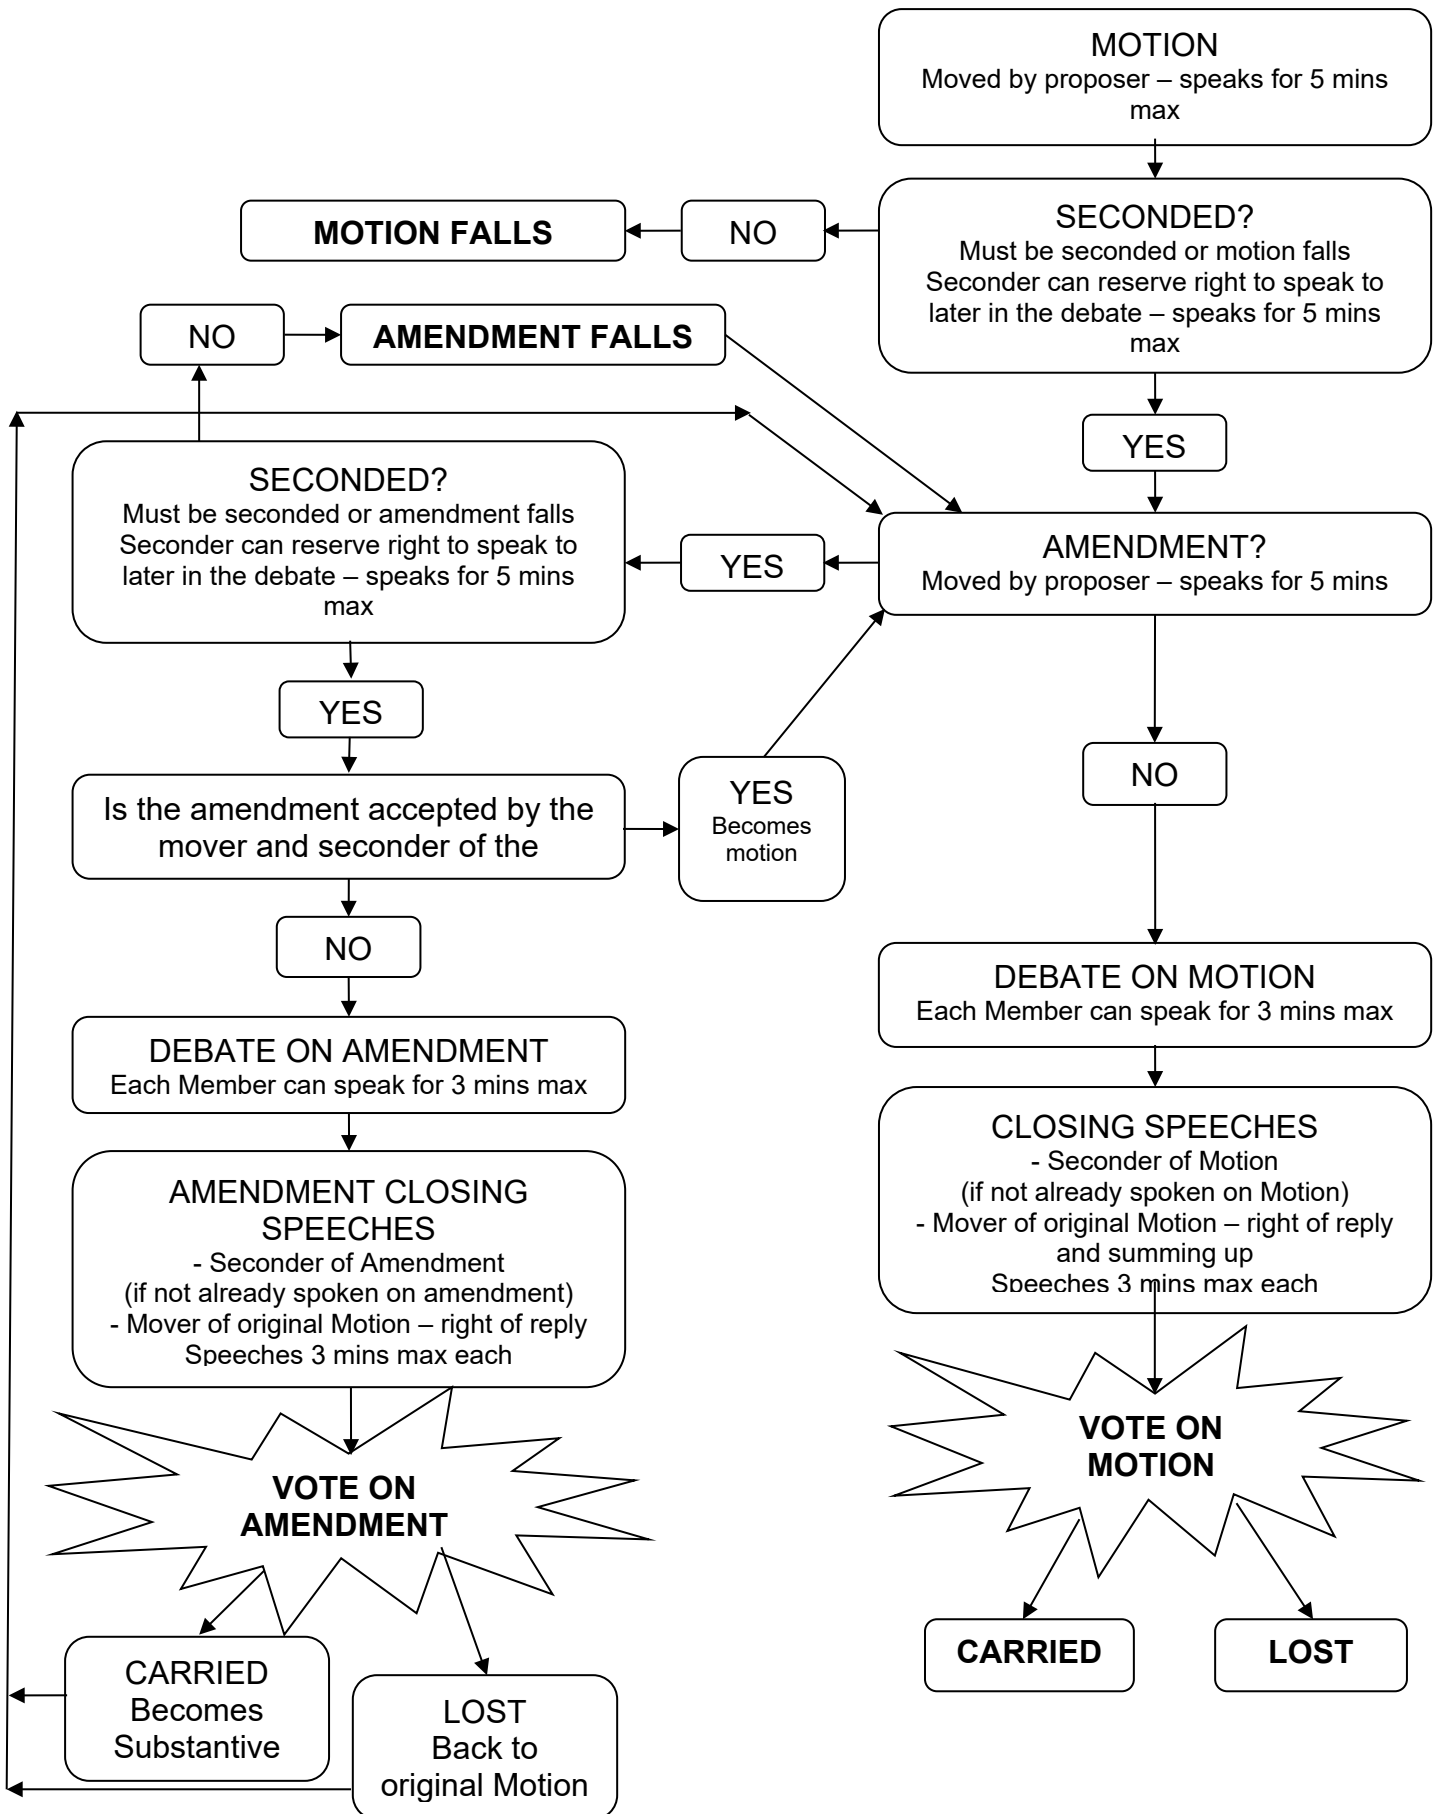 MOTION
Moved by proposer – speaks for 5 mins
max
SECONDED?
Must be seconded or motion falls
Seconder can reserve right to speak to
later in the debate – speaks for 5 mins
max
NO
MOTION FALLS
YES
AMENDMENT?
Moved by proposer – speaks for 5 mins
YES
SECONDED?
Must be seconded or amendment falls
Seconder can reserve right to speak to
later in the debate – speaks for 5 mins
max
NO
AMENDMENT FALLS
YES
Is the amendment accepted by the
mover and seconder of the
YES
Becomes
motion
NO
DEBATE ON AMENDMENT
Each Member can speak for 3 mins max
AMENDMENT CLOSING
SPEECHES
- Seconder of Amendment
(if not already spoken on amendment)
- Mover of original Motion – right of reply
Speeches 3 mins max each
VOTE ON
AMENDMENT
CARRIED
Becomes
Substantive
LOST
Back to
original Motion
NO
DEBATE ON MOTION
Each Member can speak for 3 mins max
CLOSING SPEECHES
- Seconder of Motion
(if not already spoken on Motion)
- Mover of original Motion – right of reply
and summing up
Speeches 3 mins max each
VOTE ON
MOTION
CARRIED
LOST